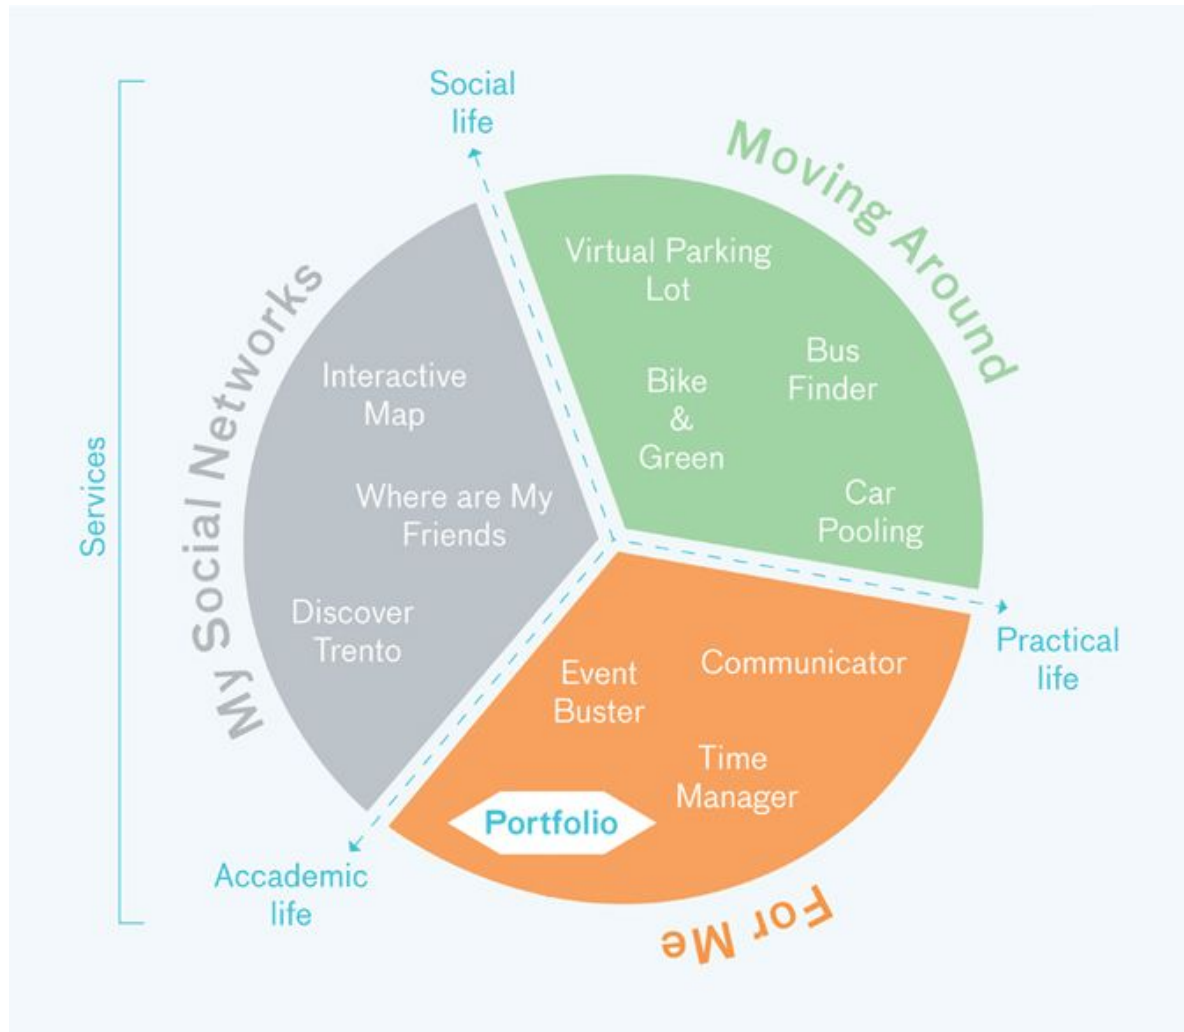 Social
life
Moving Around
Virtual Parking
Lot
Bus
Finder
Bike
&
Green
Car
Pooling
My Social Networks
Interactive
Map
Where are My
Friends
Discover
Trento
Services
Practical
life
Communicator
Event
Buster
Time
Manager
Portfolio
Accademic
life
For Me